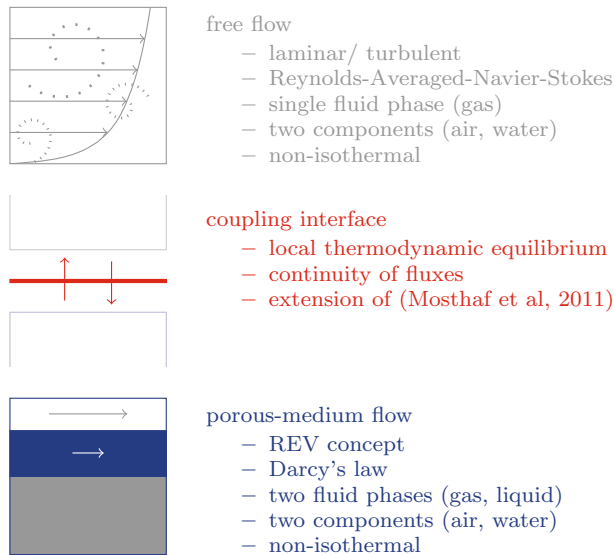 free flow
– laminar/ turbulent
– Reynolds-Averaged-Navier-Stokes
– single fluid phase (gas)
– two components (air, water)
– non-isothermal
coupling interface
– local thermodynamic equilibrium
– continuity of fluxes
– extension of (Mosthaf et al, 2011)
porous-medium flow
– REV concept
– Darcy's law
– two fluid phases (gas, liquid)
– two components (air, water)
– non-isothermal